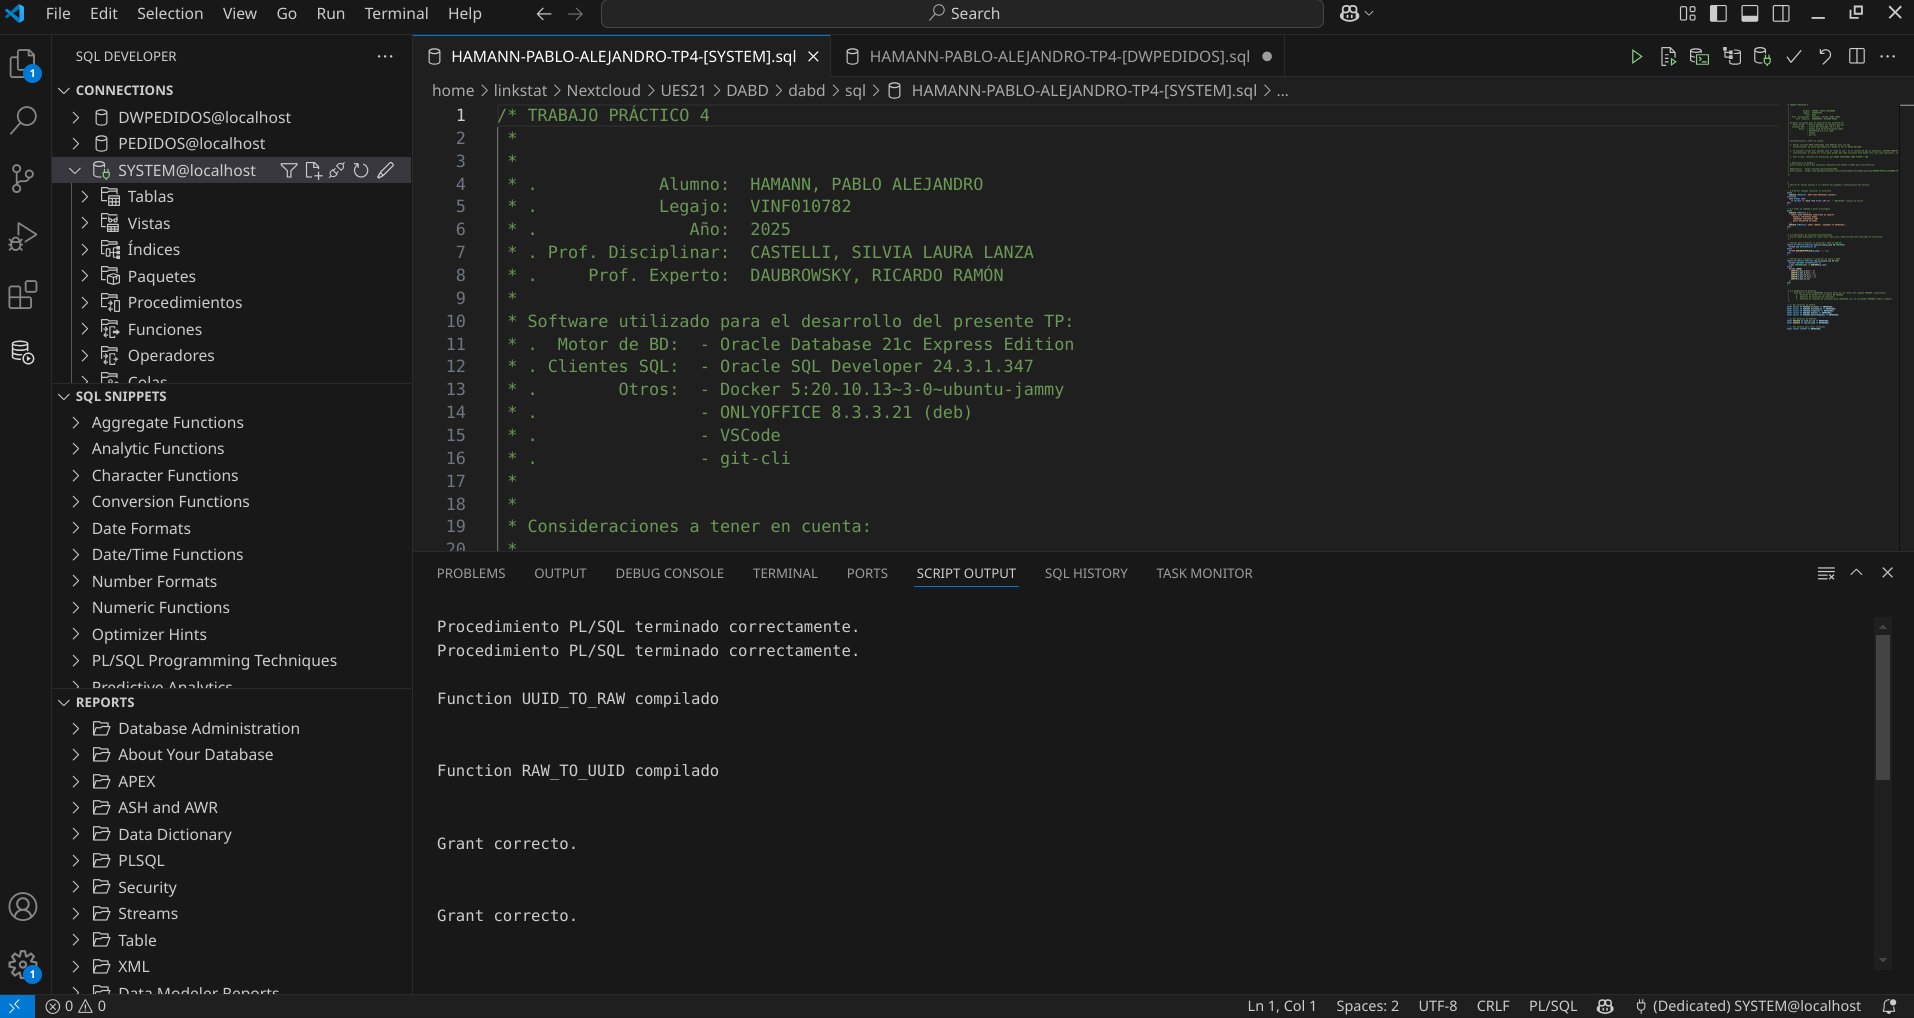 File Edit Selection View Go Run Terminal Help
Search
SQL DEVELOPER
CONNECTIONS
DWPEDIDOS@localhost
PEDIDOS@localhost
SYSTEM@localhost
Tablas
Vistas
Índices
Paquetes
Procedimientos
Funciones
Operadores
Colas
SQL SNIPPETS
Aggregate Functions
Analytic Functions
Character Functions
Conversion Functions
Date Formats
Date/Time Functions
Number Formats
Numeric Functions
Optimizer Hints
PL/SQL Programming Techniques
Predictive Analytics
REPORTS
Database Administration
About Your Database
APEX
ASH and AWR
Data Dictionary
PLSQL
Security
Streams
Table
XML
Data Modeler Reports
1
1
HAMANN-PABLO-ALEJANDRO-TP4-[SYSTEM].sql
HAMANN-PABLO-ALEJANDRO-TP4-[DWPEDIDOS].sql
home > linkstat > Nextcloud > UES21 > DABD > dabd > sql > HAMANN-PABLO-ALEJANDRO-TP4-[SYSTEM].sql > ...
1 /* TRABAJO PRÁCTICO 4
2 *
3 *
4 * . Alumno: HAMANN, PABLO ALEJANDRO
5 * . Legajo: VINF010782
6 * . Año: 2025
7 * . Prof. Disciplinar: CASTELLI, SILVIA LAURA LANZA
8 * . Prof. Experto: DAUBROWSKY, RICARDO RAMÓN
9 *
10 * Software utilizado para el desarrollo del presente TP:
11 * . Motor de BD: - Oracle Database 21c Express Edition
12 * . Clientes SQL: - Oracle SQL Developer 24.3.1.347
13 * . Otros: - Docker 5:20.10.13~3-0~ubuntu-jammy
14 * . - ONLYOFFICE 8.3.3.21 (deb)
15 * . - VSCode
16 * . - git-cli
17 *
18 *
19 * Consideraciones a tener en cuenta:
20 *
PROBLEMS OUTPUT DEBUG CONSOLE TERMINAL PORTS SCRIPT OUTPUT SQL HISTORY TASK MONITOR
Procedimiento PL/SQL terminado correctamente.
Procedimiento PL/SQL terminado correctamente.
Function UUID_TO_RAW compilado
Function RAW_TO_UUID compilado
Grant correcto.
Grant correcto.
0 0
Ln 1, Col 1 Spaces: 2 UTF-8 CRLF PL/SQL (Dedicated) SYSTEM@localhost